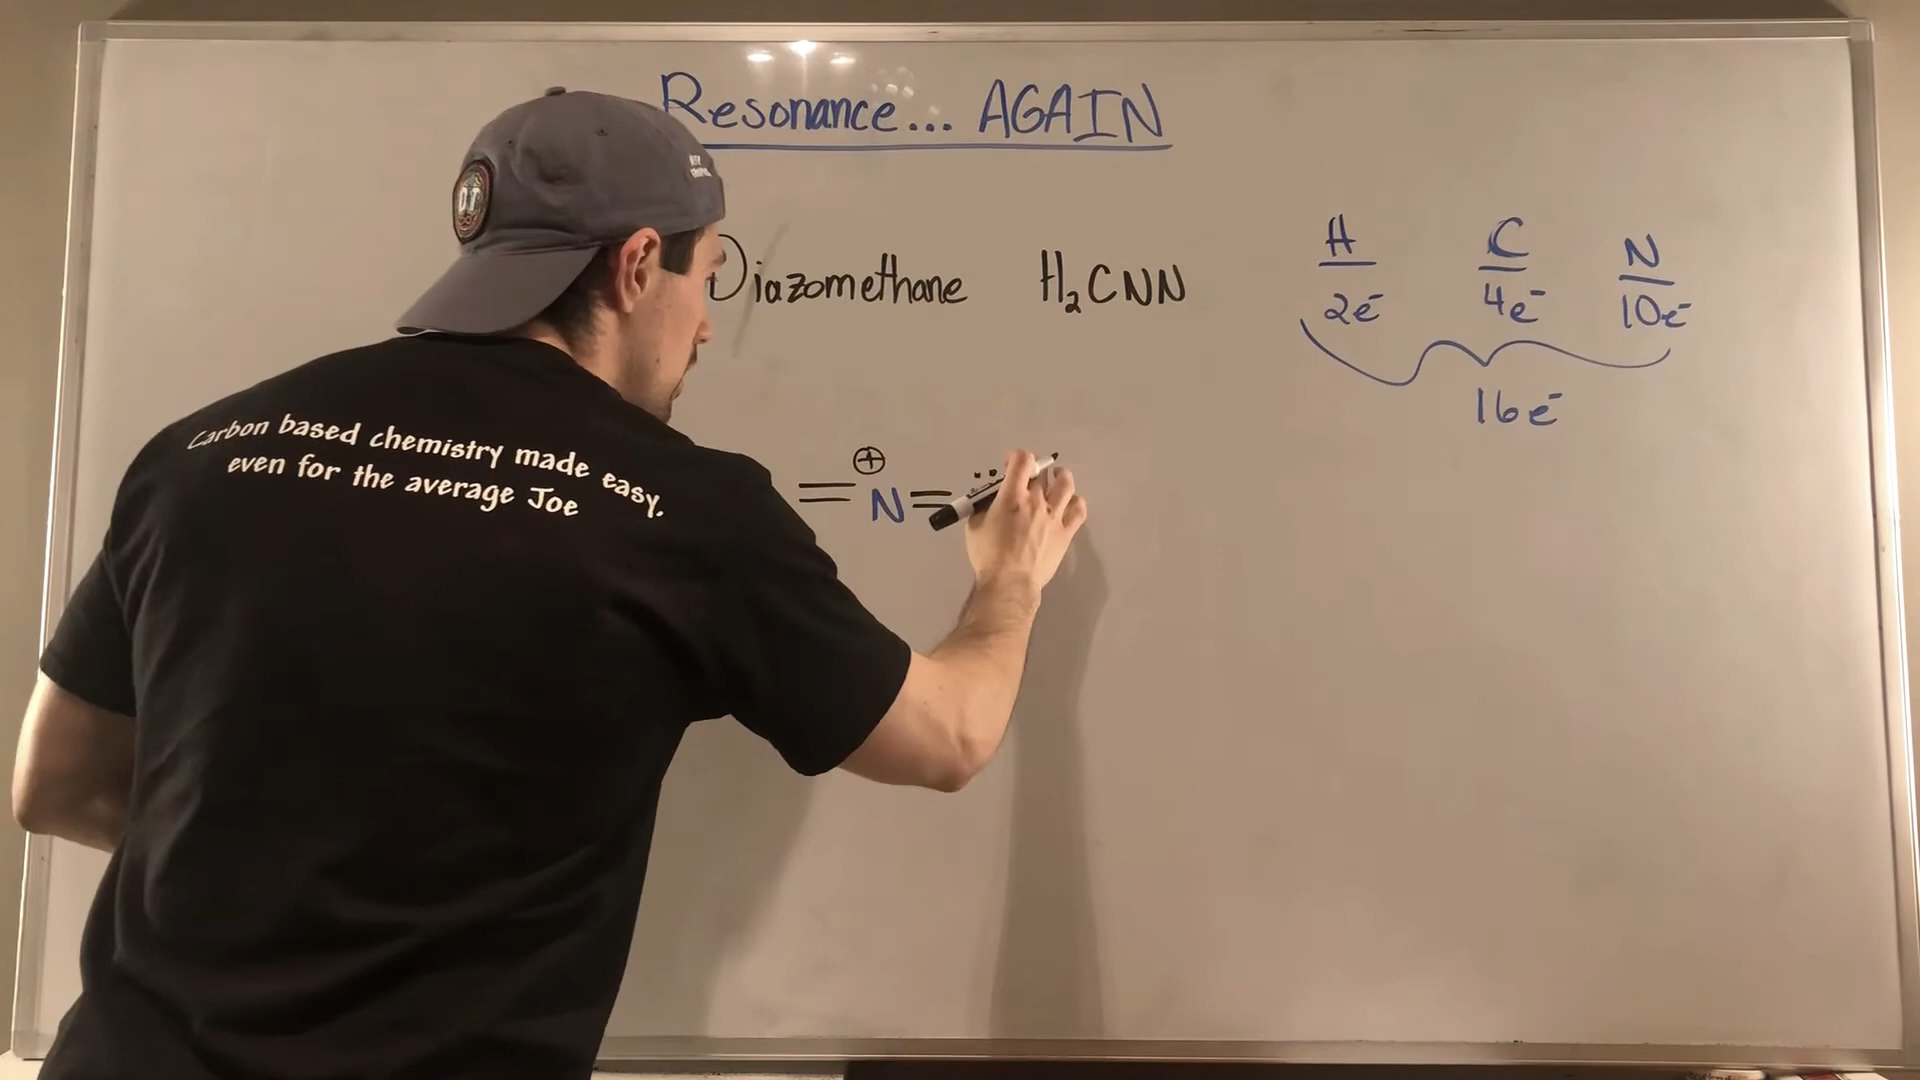 Resonance... AGAIN
Diazomethane H₂CNN
H C N
2e⁻ 4e⁻ 10e⁻
16e⁻
= N⊕ =
Carbon based chemistry made easy,
even for the average Joe